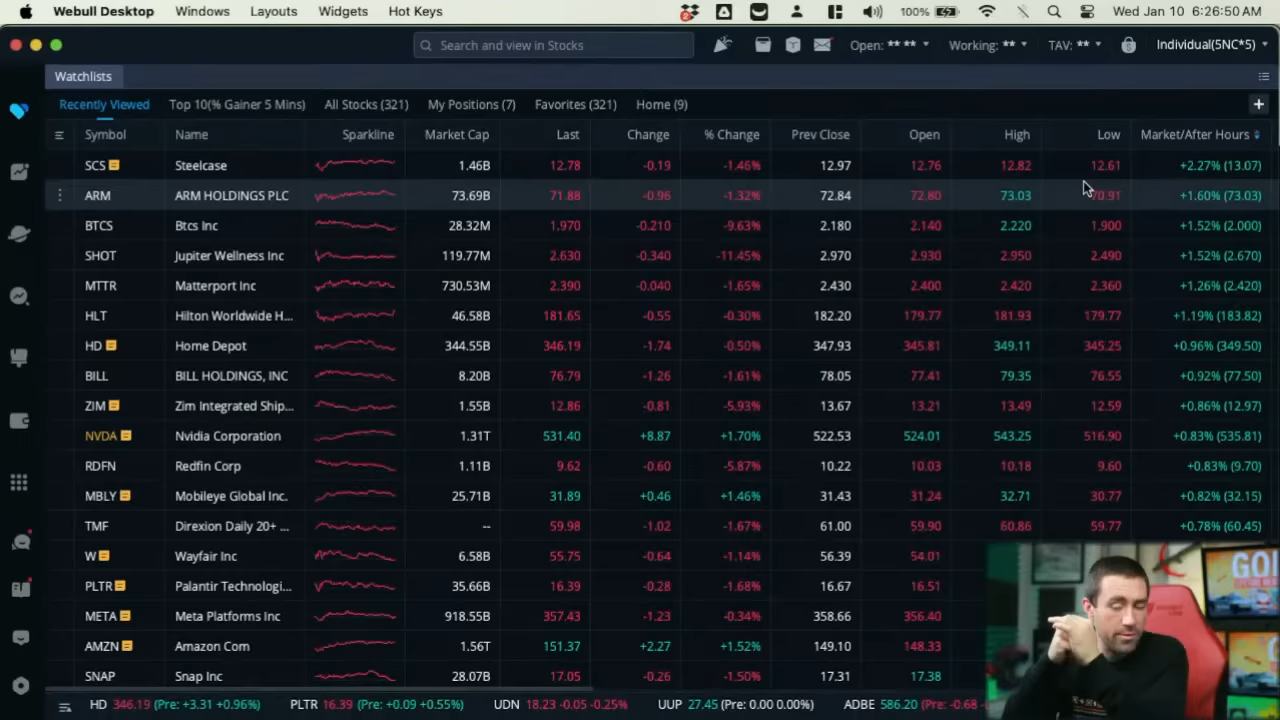 Webull Desktop Windows Layouts Widgets Hot Keys 2 100% Wed Jan 10 6:26:50 AM
Search and view in Stocks Open: ** ** Working: ** TAV: ** Individual(5NC*5)
Watchlists
Recently Viewed Top 10(% Gainer 5 Mins) All Stocks (321) My Positions (7) Favorites (321) Home (9)
Symbol Name Sparkline Market Cap Last Change % Change Prev Close Open High Low Market/After Hours
SCS Steelcase 1.46B 12.78 -0.19 -1.46% 12.97 12.76 12.82 12.61 +2.27% (13.07)
ARM ARM HOLDINGS PLC 73.69B 71.88 -0.96 -1.32% 72.84 72.80 73.03 70.91 +1.60% (73.03)
BTCS Btcs Inc 28.32M 1.970 -0.210 -9.63% 2.180 2.140 2.220 1.900 +1.52% (2.000)
SHOT Jupiter Wellness Inc 119.77M 2.630 -0.340 -11.45% 2.970 2.930 2.950 2.490 +1.52% (2.670)
MTTR Matterport Inc 730.53M 2.390 -0.040 -1.65% 2.430 2.400 2.420 2.360 +1.26% (2.420)
HLT Hilton Worldwide H... 46.58B 181.65 -0.55 -0.30% 182.20 179.77 181.93 179.77 +1.19% (183.82)
HD Home Depot 344.55B 346.19 -1.74 -0.50% 347.93 345.81 349.11 345.25 +0.96% (349.50)
BILL BILL HOLDINGS, INC 8.20B 76.79 -1.26 -1.61% 78.05 77.41 79.35 76.55 +0.92% (77.50)
ZIM Zim Integrated Ship... 1.55B 12.86 -0.81 -5.93% 13.67 13.21 13.49 12.59 +0.86% (12.97)
NVDA Nvidia Corporation 1.31T 531.40 +8.87 +1.70% 522.53 524.01 543.25 516.90 +0.83% (535.81)
RDFN Redfin Corp 1.11B 9.62 -0.60 -5.87% 10.22 10.03 10.18 9.60 +0.83% (9.70)
MBLY Mobileye Global Inc. 25.71B 31.89 +0.46 +1.46% 31.43 31.24 32.71 30.77 +0.82% (32.15)
TMF Direxion Daily 20+ ... -- 59.98 -1.02 -1.67% 61.00 59.90 60.86 59.77 +0.78% (60.45)
W Wayfair Inc 6.58B 55.75 -0.64 -1.14% 56.39 54.01
PLTR Palantir Technologi... 35.66B 16.39 -0.28 -1.68% 16.67 16.51
META Meta Platforms Inc 918.55B 357.43 -1.23 -0.34% 358.66 356.40
AMZN Amazon Com 1.56T 151.37 +2.27 +1.52% 149.10 148.33
SNAP Snap Inc 28.07B 17.05 -0.26 -1.50% 17.31 17.38
GOI
HD 346.19 (Pre: +3.31 +0.96%) PLTR 16.39 (Pre: +0.09 +0.55%) UDN 18.23 -0.05 -0.25% UUP 27.45 (Pre: 0.00 0.00%) ADBE 586.20 (Pre: -0.68 -